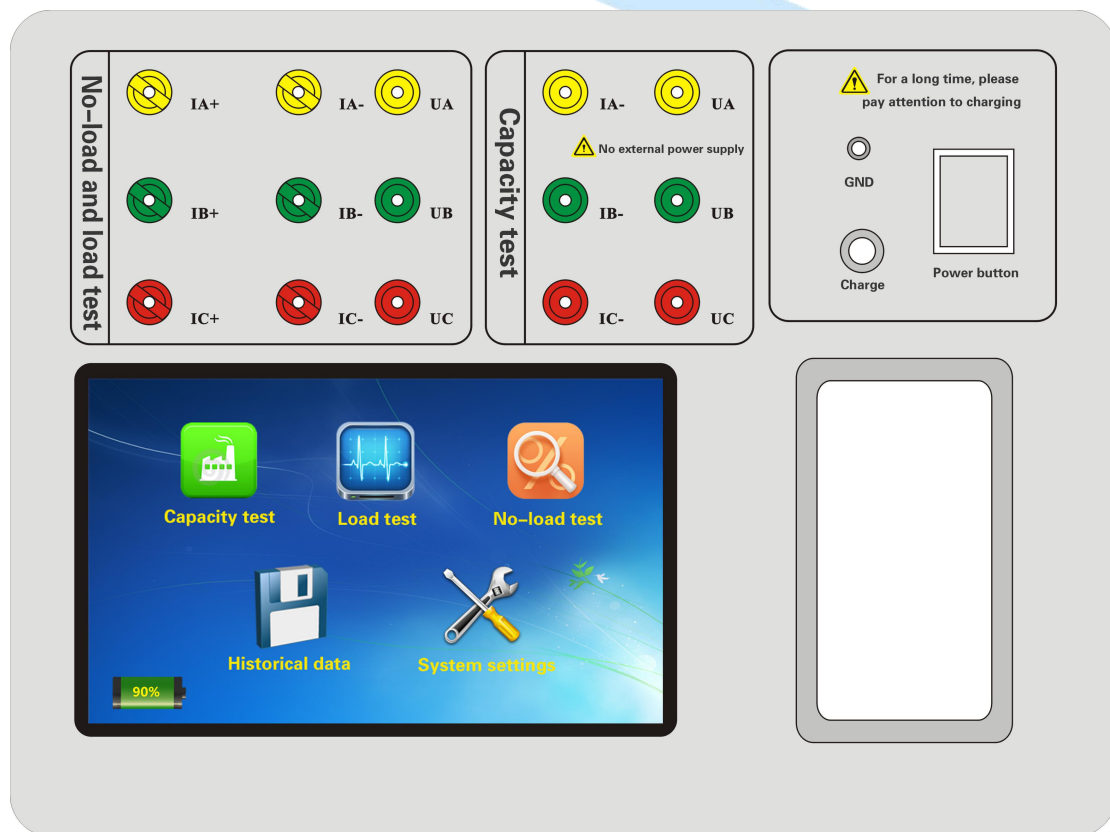 No-load and load test
IA+
IA-
UA
IB+
IB-
UB
IC+
IC-
UC
Capacity test
IA-
UA
No external power supply
IB-
UB
IC-
UC
For a long time, please
pay attention to charging
GND
Charge
Power button
Capacity test
Load test
No-load test
Historical data
System settings
90%